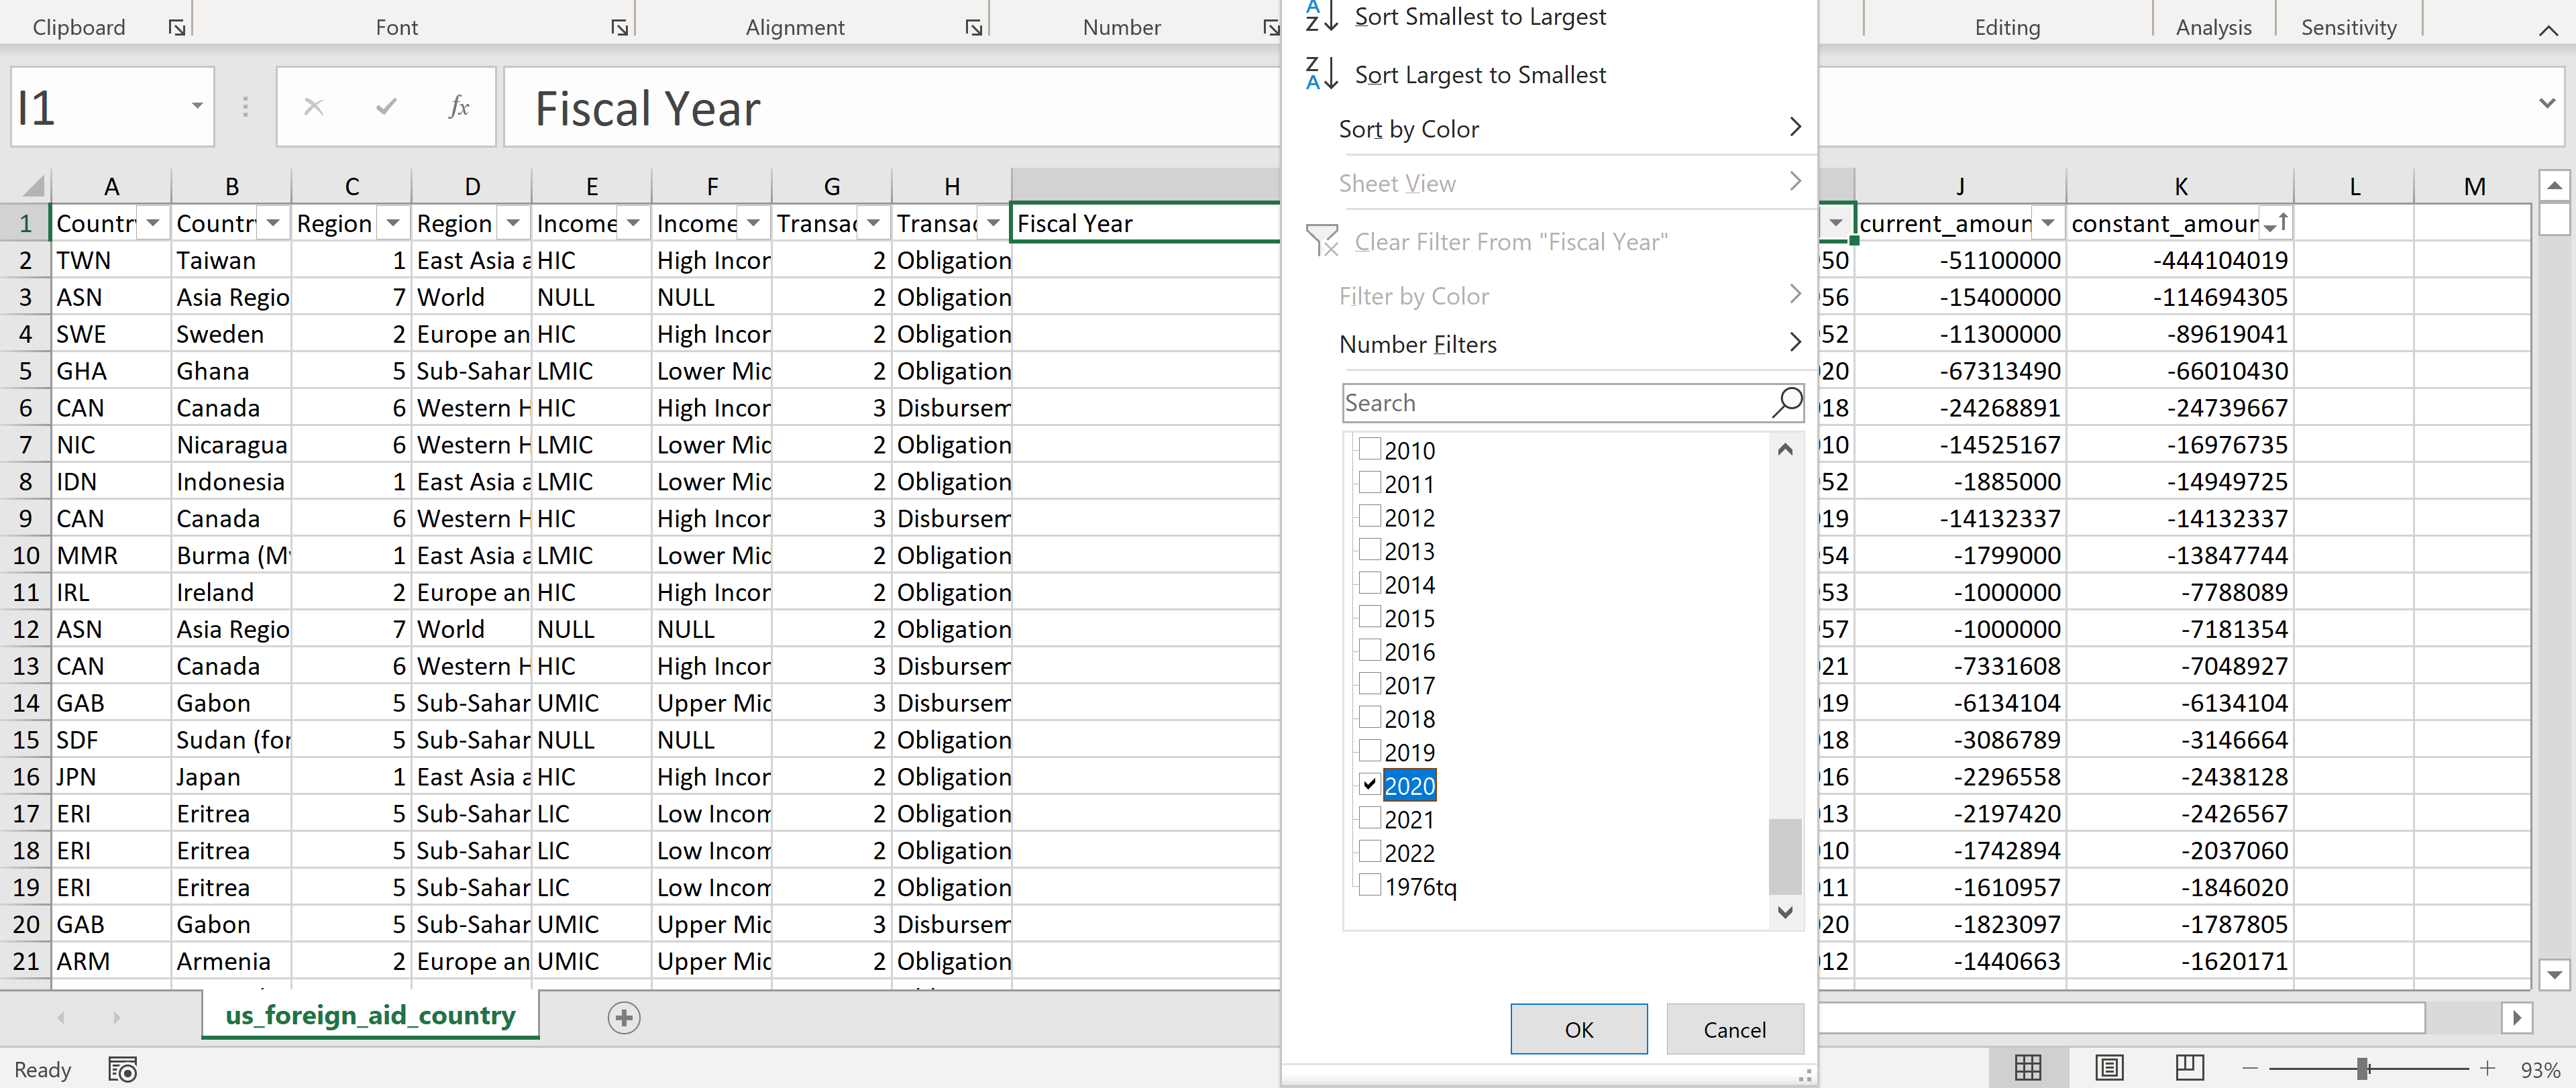 Clipboard Font Alignment Number Editing Analysis Sensitivity
Sort Smallest to Largest
Sort Largest to Smallest
Sort by Color
Sheet View
Clear Filter From "Fiscal Year"
Filter by Color
Number Filters
Search
2010
2011
2012
2013
2014
2015
2016
2017
2018
2019
2020
2021
2022
1976tq
OK Cancel
I1 fx Fiscal Year
A B C D E F G H J K L M
1 Countr Countr Region Region Income Income Transac Transac Fiscal Year current_amoun constant_amour
2 TWN Taiwan 1 East Asia a HIC High Incor 2 Obligation 50 -51100000 -444104019
3 ASN Asia Regio 7 World NULL NULL 2 Obligation 56 -15400000 -114694305
4 SWE Sweden 2 Europe an HIC High Incor 2 Obligation 52 -11300000 -89619041
5 GHA Ghana 5 Sub-Sahar LMIC Lower Mid 2 Obligation 20 -67313490 -66010430
6 CAN Canada 6 Western H HIC High Incor 3 Disbursem 18 -24268891 -24739667
7 NIC Nicaragua 6 Western H LMIC Lower Mid 2 Obligation 10 -14525167 -16976735
8 IDN Indonesia 1 East Asia a LMIC Lower Mid 2 Obligation 52 -1885000 -14949725
9 CAN Canada 6 Western H HIC High Incor 3 Disbursem 19 -14132337 -14132337
10 MMR Burma (My 1 East Asia a LMIC Lower Mid 2 Obligation 54 -1799000 -13847744
11 IRL Ireland 2 Europe an HIC High Incor 2 Obligation 53 -1000000 -7788089
12 ASN Asia Regio 7 World NULL NULL 2 Obligation 57 -1000000 -7181354
13 CAN Canada 6 Western H HIC High Incor 3 Disbursem 21 -7331608 -7048927
14 GAB Gabon 5 Sub-Sahar UMIC Upper Mid 3 Disbursem 19 -6134104 -6134104
15 SDF Sudan (for 5 Sub-Sahar NULL NULL 2 Obligation 18 -3086789 -3146664
16 JPN Japan 1 East Asia a HIC High Incor 2 Obligation 16 -2296558 -2438128
17 ERI Eritrea 5 Sub-Sahar LIC Low Incom 2 Obligation 13 -2197420 -2426567
18 ERI Eritrea 5 Sub-Sahar LIC Low Incom 2 Obligation 10 -1742894 -2037060
19 ERI Eritrea 5 Sub-Sahar LIC Low Incom 2 Obligation 11 -1610957 -1846020
20 GAB Gabon 5 Sub-Sahar UMIC Upper Mid 3 Disbursem 20 -1823097 -1787805
21 ARM Armenia 2 Europe an UMIC Upper Mid 2 Obligation 12 -1440663 -1620171
us_foreign_aid_country
Ready 93%